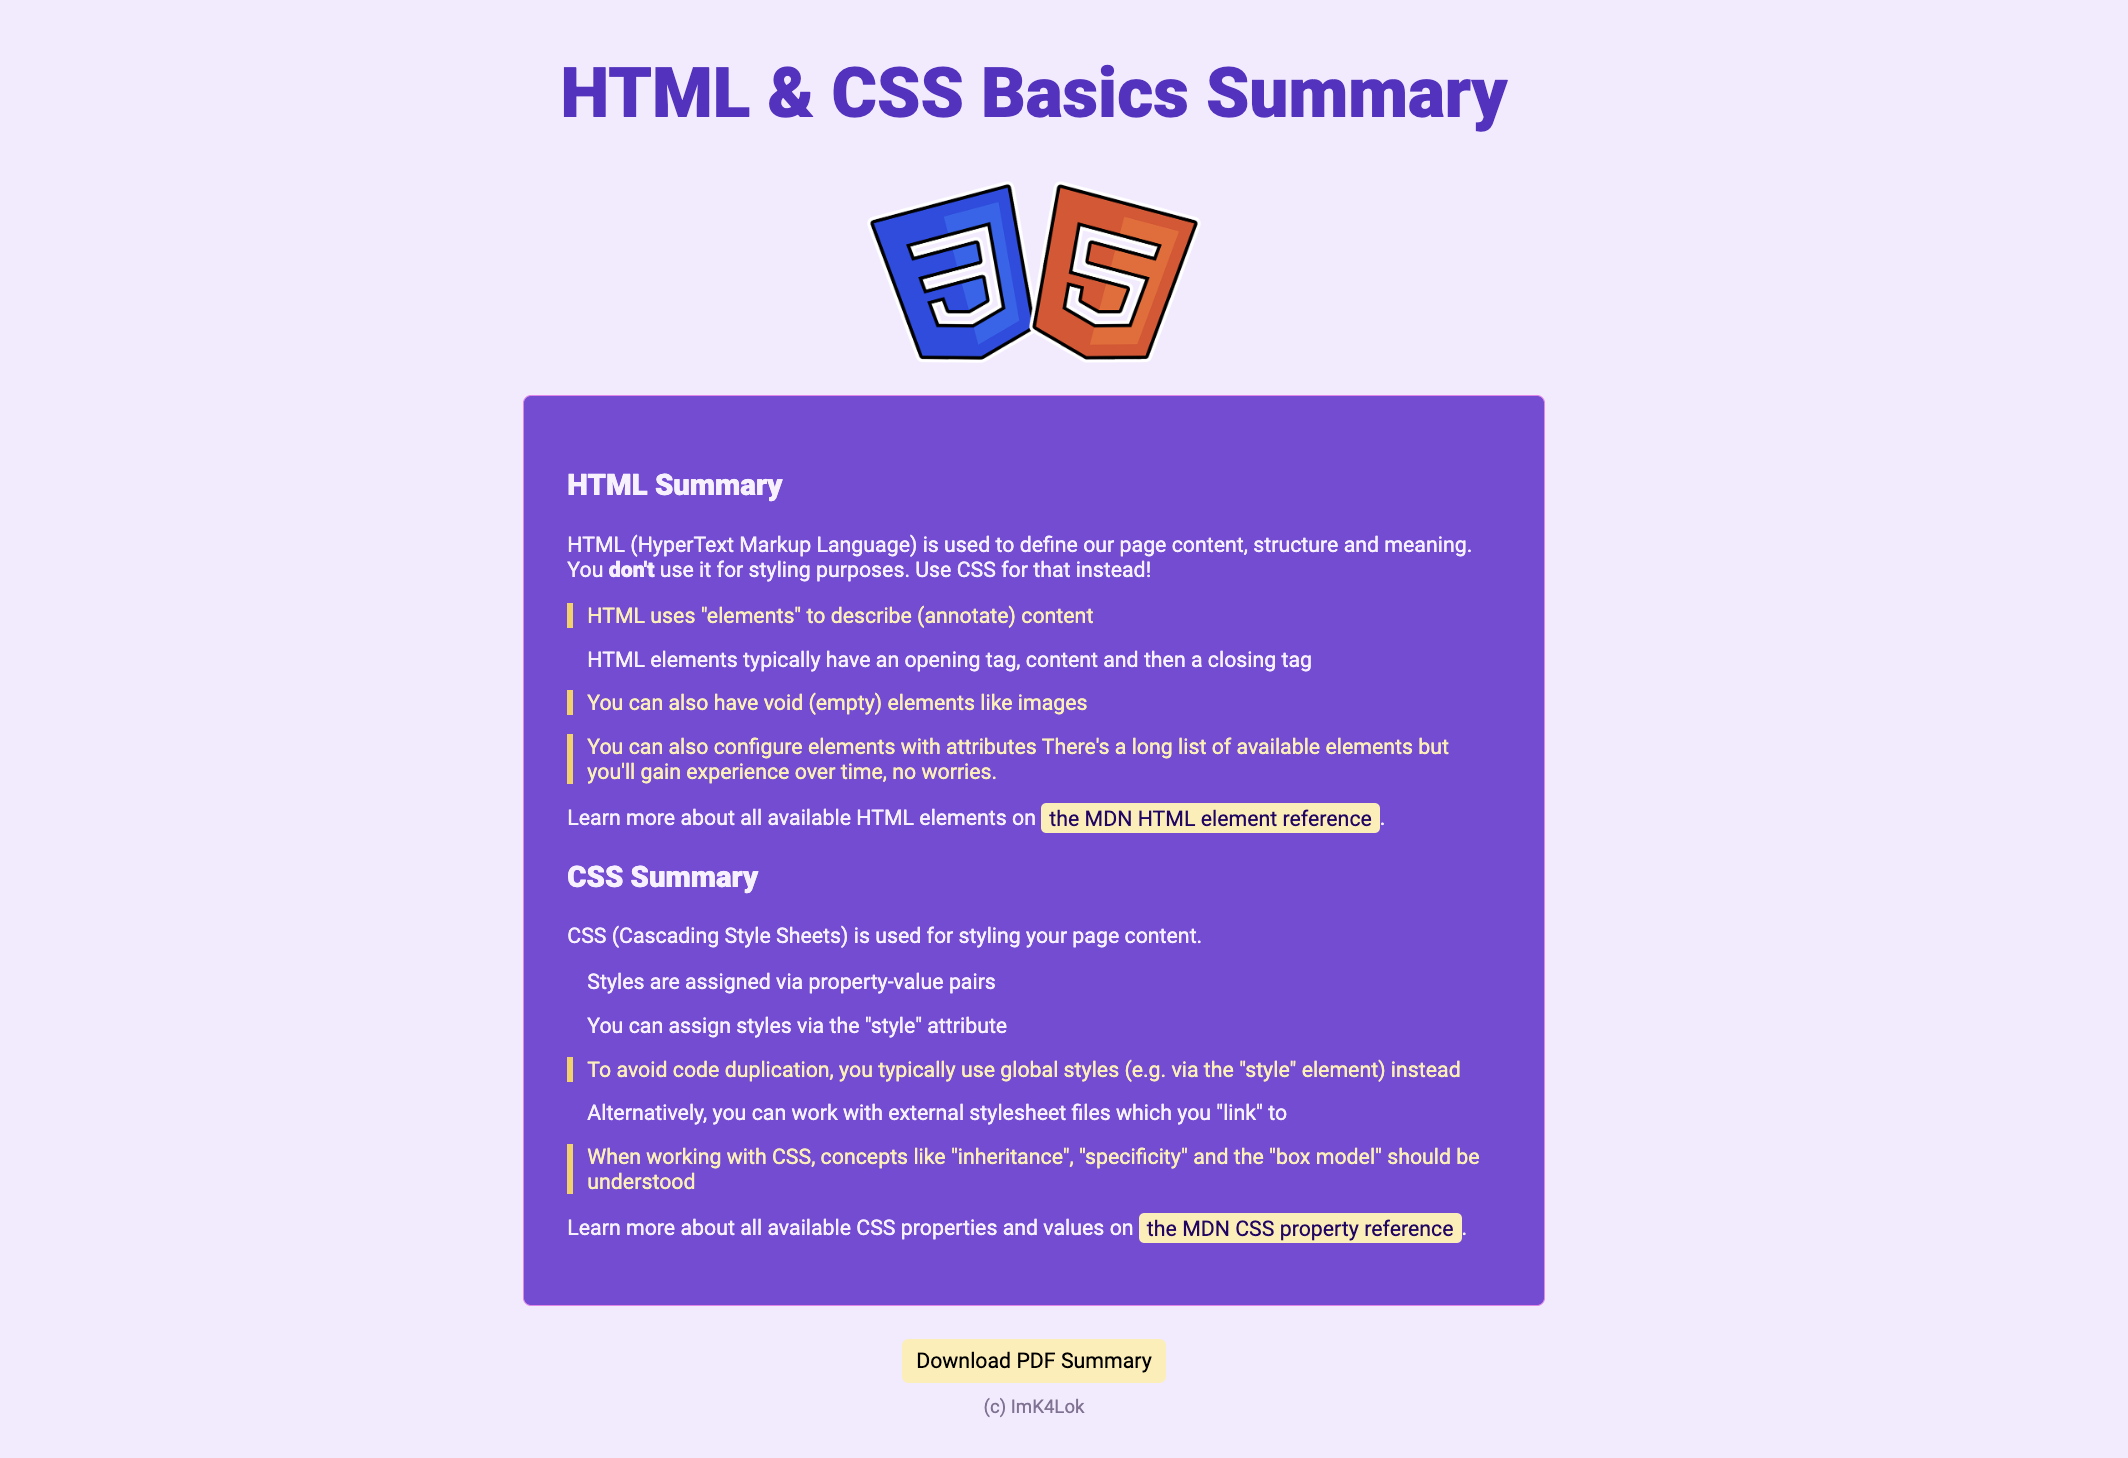 HTML & CSS Basics Summary
HTML Summary
HTML (HyperText Markup Language) is used to define our page content, structure and meaning.
You don't use it for styling purposes. Use CSS for that instead!
HTML uses "elements" to describe (annotate) content
HTML elements typically have an opening tag, content and then a closing tag
You can also have void (empty) elements like images
You can also configure elements with attributes There's a long list of available elements but
you'll gain experience over time, no worries.
Learn more about all available HTML elements on the MDN HTML element reference.
CSS Summary
CSS (Cascading Style Sheets) is used for styling your page content.
Styles are assigned via property-value pairs
You can assign styles via the "style" attribute
To avoid code duplication, you typically use global styles (e.g. via the "style" element) instead
Alternatively, you can work with external stylesheet files which you "link" to
When working with CSS, concepts like "inheritance", "specificity" and the "box model" should be
understood
Learn more about all available CSS properties and values on the MDN CSS property reference.
Download PDF Summary
(c) ImK4Lok